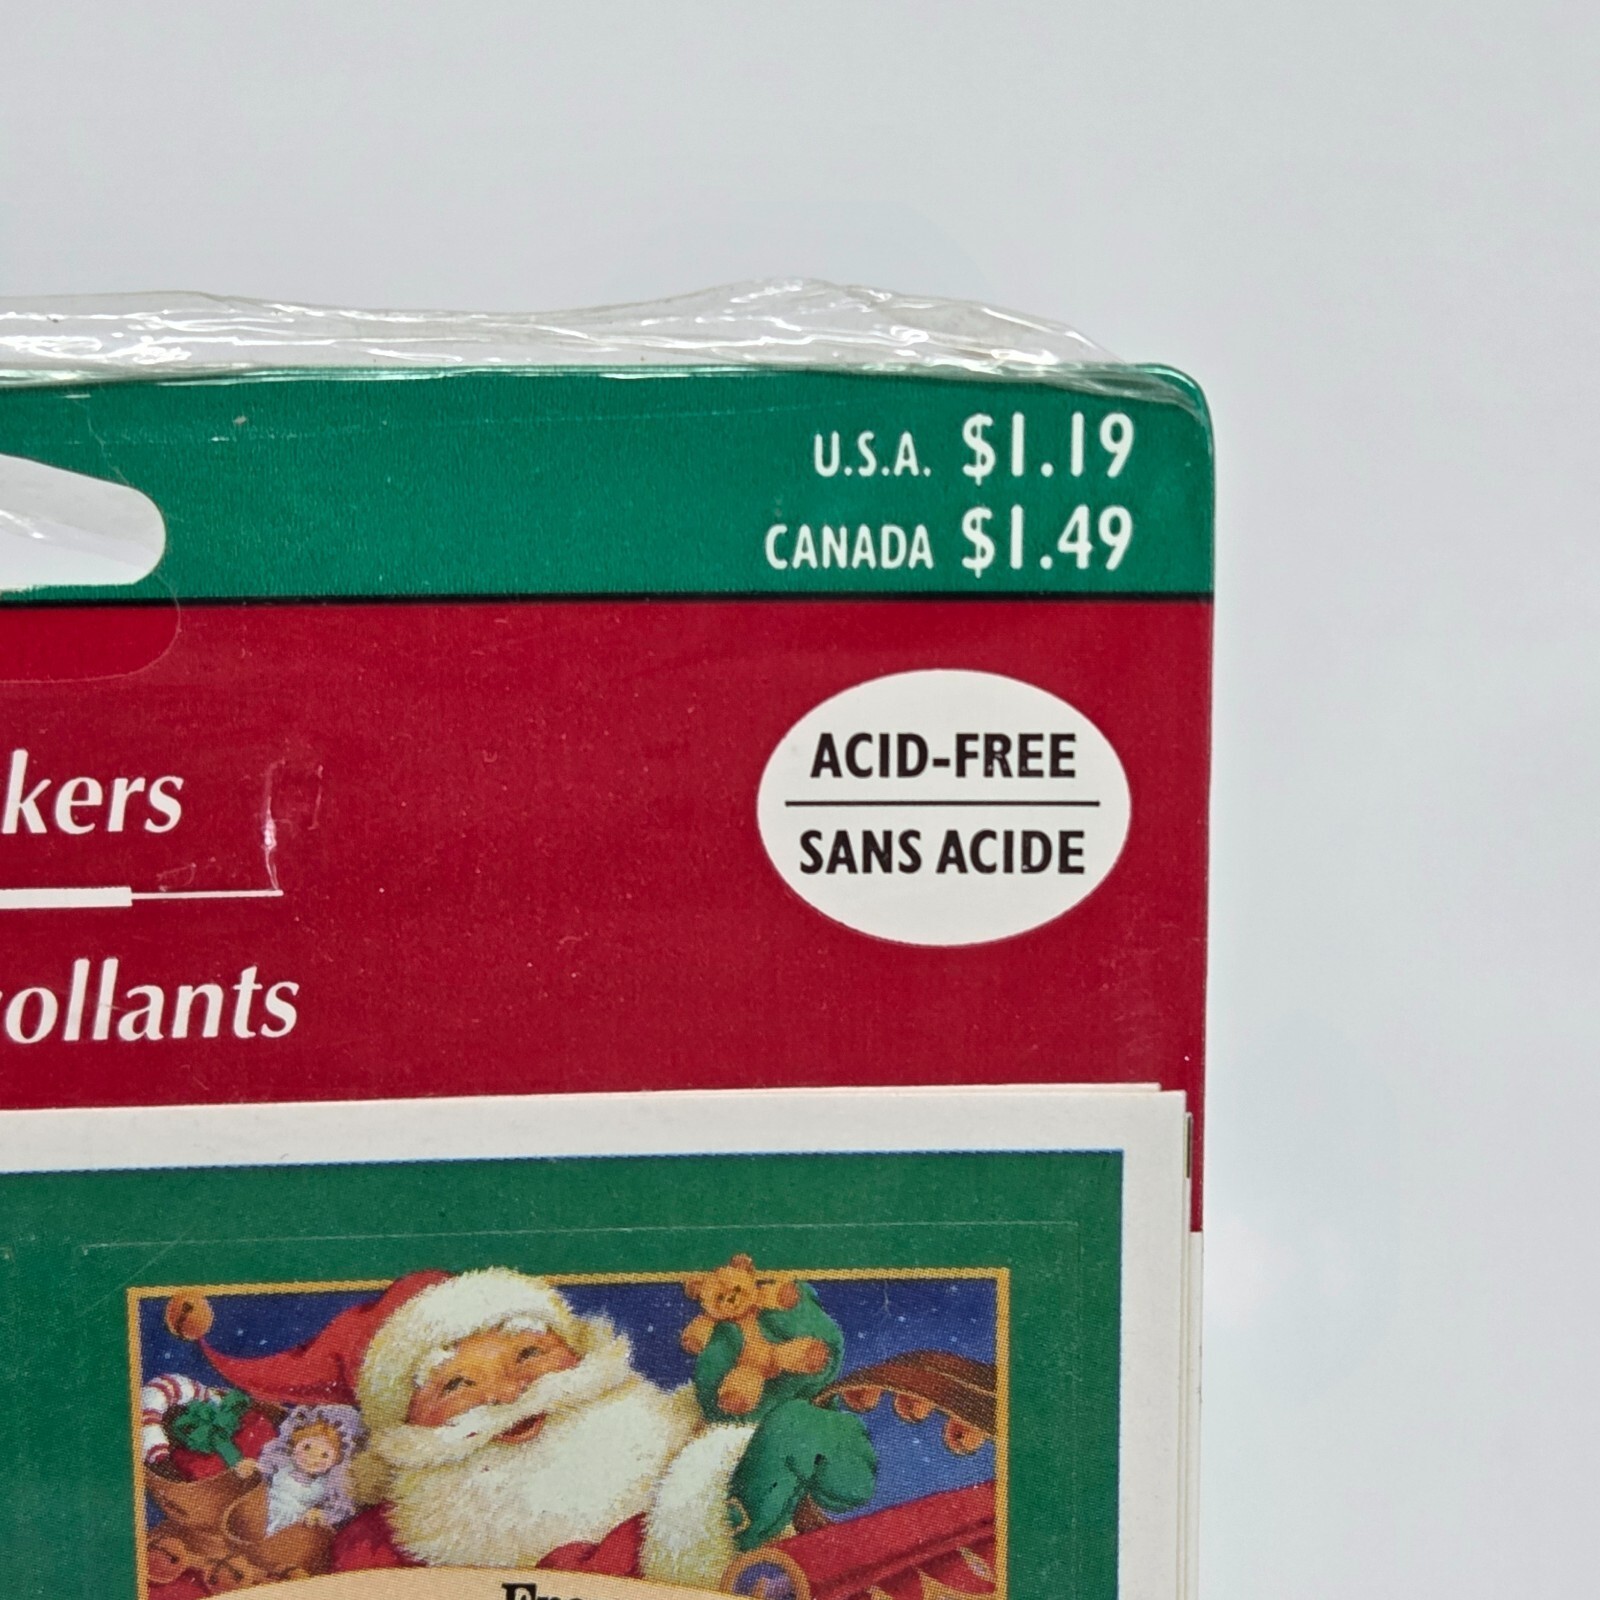 U.S.A. $1.19
CANADA $1.49
ACID-FREE
SANS ACIDE
kers
ollants